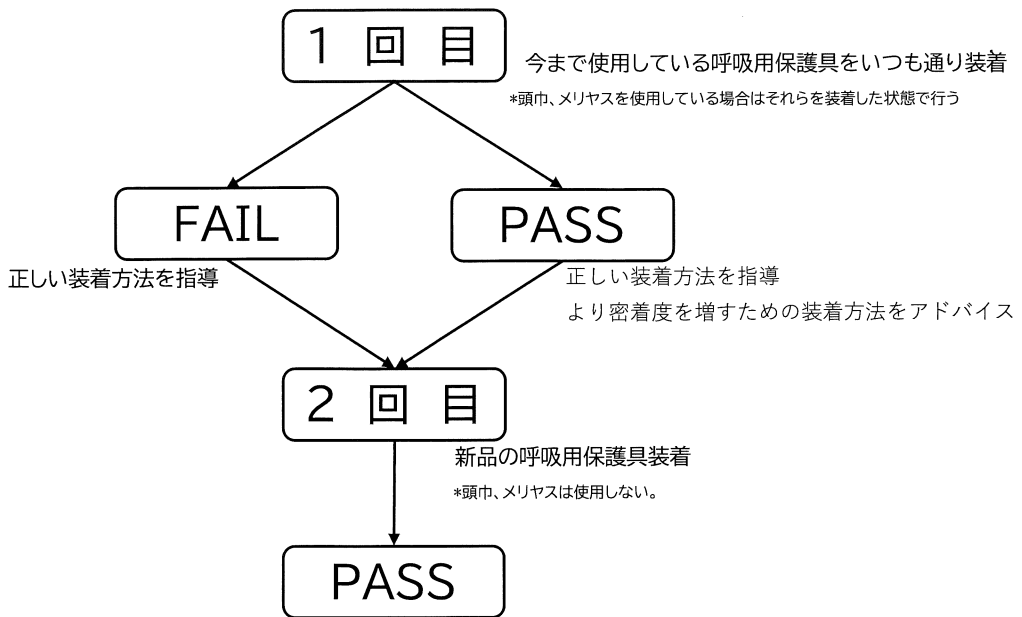 1 回 目
今まで使用している呼吸用保護具をいつも通り装着
*頭巾、メリヤスを使用している場合はそれらを装着した状態で行う
FAIL
PASS
正しい装着方法を指導
正しい装着方法を指導
より密着度を増すための装着方法をアドバイス
2 回 目
新品の呼吸用保護具装着
*頭巾、メリヤスは使用しない。
PASS